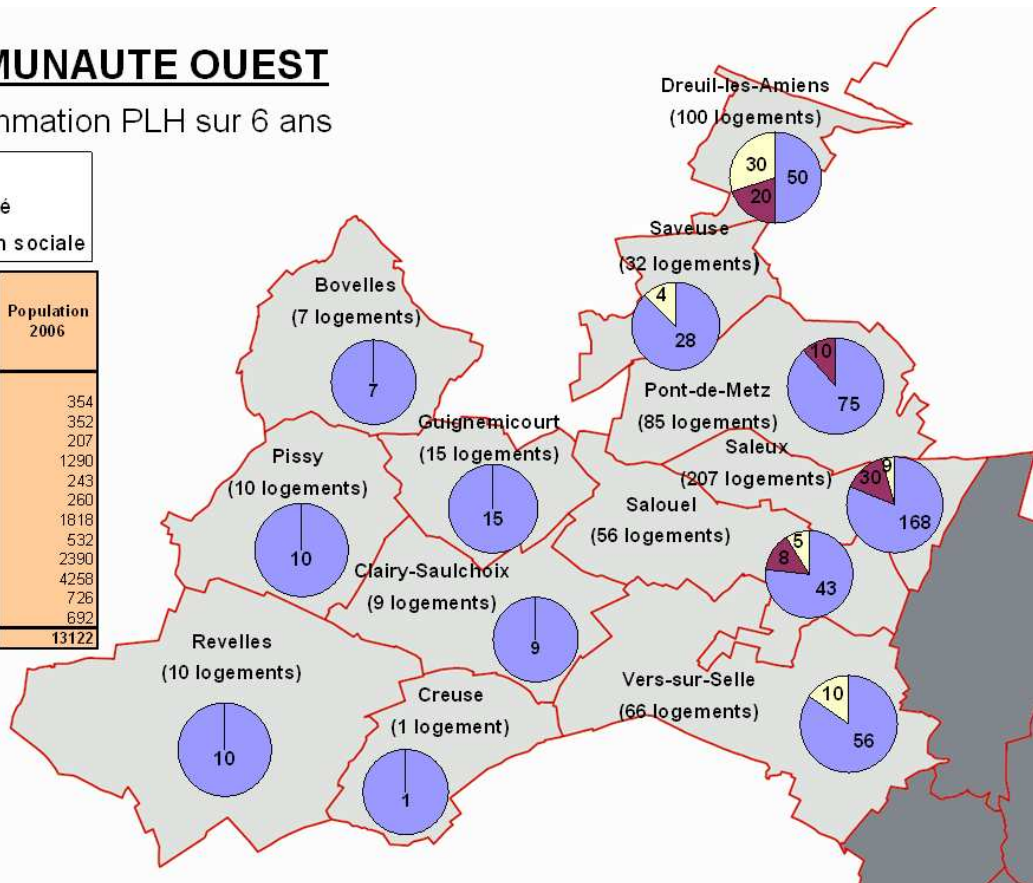 MUNAUTE OUEST
mmation PLH sur 6 ans
é
n sociale
Population
2006
354
352
207
1290
243
260
1818
532
2390
4258
726
692
13122
Dreuil-les-Amiens
(100 logements)
30
50
20
Saveuse
(32 logements)
4
28
Bovelles
(7 logements)
7
10
75
Pont-de-Metz
(85 logements)
Guignemicourt
(15 logements)
15
Saleux
(207 logements)
9
30
168
Pissy
(10 logements)
10
Salouel
(56 logements)
5
8
43
Clairy-Saulchoix
(9 logements)
9
Revelles
(10 logements)
10
Creuse
(1 logement)
1
Vers-sur-Selle
(66 logements)
10
56